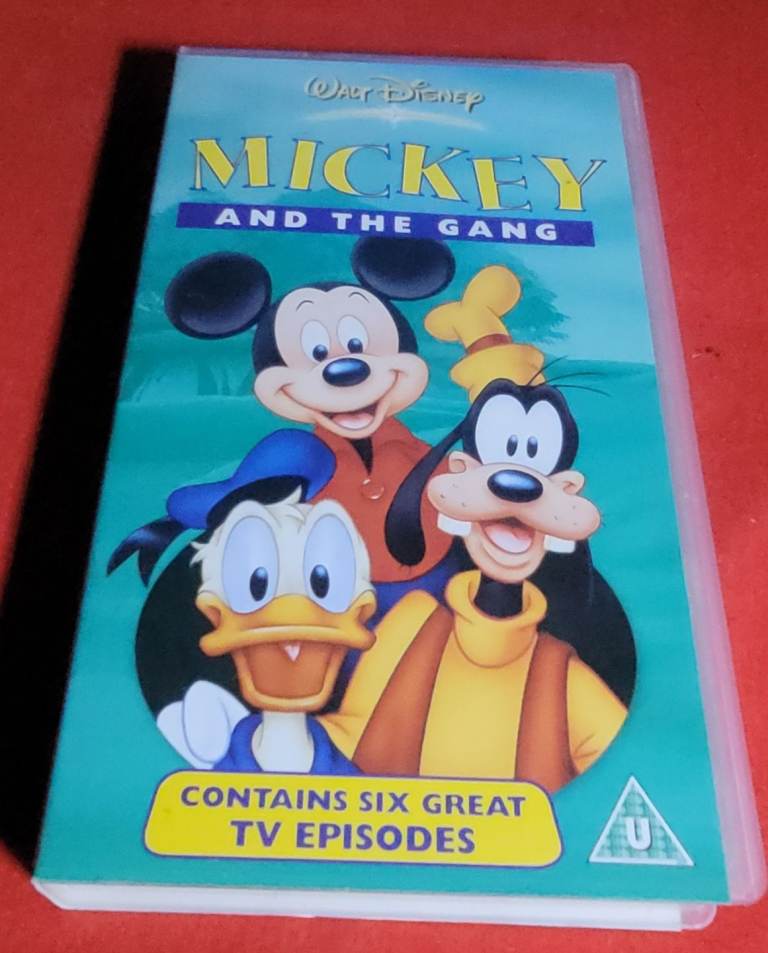 WALT DISNEY
MICKEY
AND THE GANG
CONTAINS SIX GREAT
TV EPISODES
U